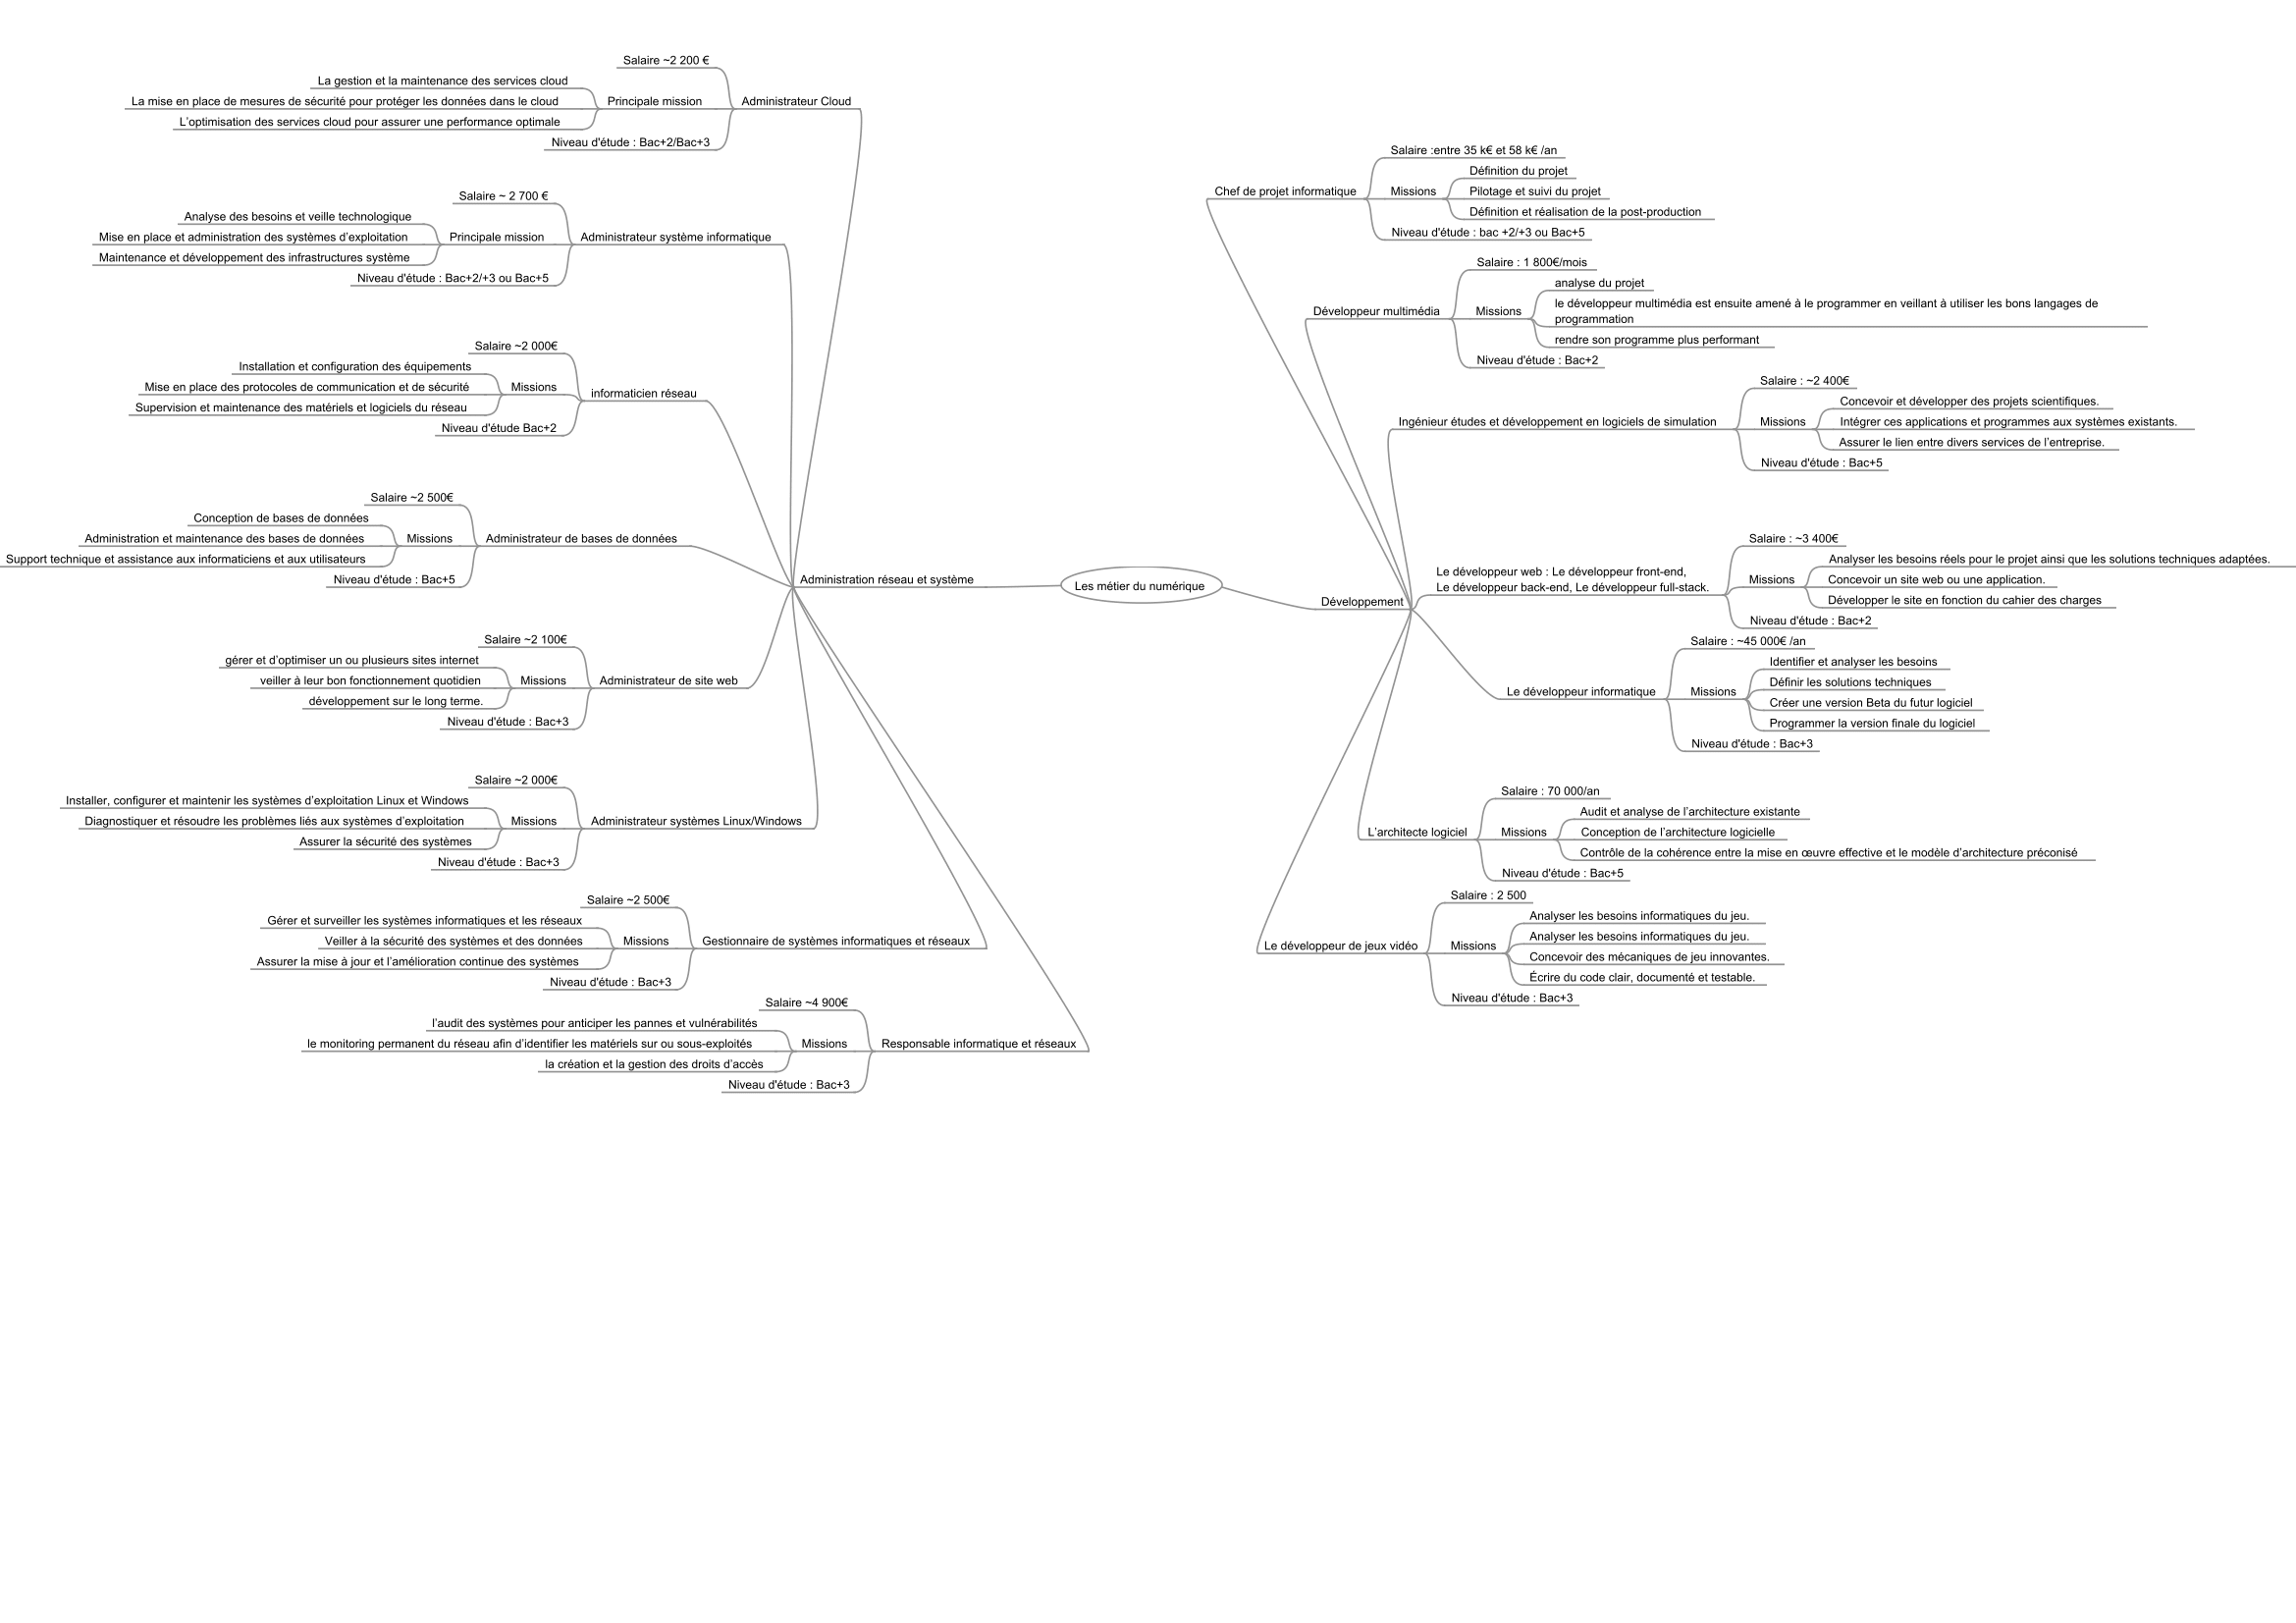 Les métier du numérique
Administration réseau et système
Administrateur Cloud
Salaire ~2 200 €
Principale mission
La gestion et la maintenance des services cloud
La mise en place de mesures de sécurité pour protéger les données dans le cloud
L’optimisation des services cloud pour assurer une performance optimale
Niveau d'étude : Bac+2/Bac+3
Administrateur système informatique
Salaire ~ 2 700 €
Principale mission
Analyse des besoins et veille technologique
Mise en place et administration des systèmes d’exploitation
Maintenance et développement des infrastructures système
Niveau d'étude : Bac+2/+3 ou Bac+5
informaticien réseau
Salaire ~2 000€
Missions
Installation et configuration des équipements
Mise en place des protocoles de communication et de sécurité
Supervision et maintenance des matériels et logiciels du réseau
Niveau d'étude Bac+2
Administrateur de bases de données
Salaire ~2 500€
Missions
Conception de bases de données
Administration et maintenance des bases de données
Support technique et assistance aux informaticiens et aux utilisateurs
Niveau d'étude : Bac+5
Administrateur de site web
Salaire ~2 100€
Missions
gérer et d’optimiser un ou plusieurs sites internet
veiller à leur bon fonctionnement quotidien
développement sur le long terme.
Niveau d'étude : Bac+3
Administrateur systèmes Linux/Windows
Salaire ~2 000€
Missions
Installer, configurer et maintenir les systèmes d’exploitation Linux et Windows
Diagnostiquer et résoudre les problèmes liés aux systèmes d’exploitation
Assurer la sécurité des systèmes
Niveau d'étude : Bac+3
Gestionnaire de systèmes informatiques et réseaux
Salaire ~2 500€
Missions
Gérer et surveiller les systèmes informatiques et les réseaux
Veiller à la sécurité des systèmes et des données
Assurer la mise à jour et l’amélioration continue des systèmes
Niveau d'étude : Bac+3
Responsable informatique et réseaux
Salaire ~4 900€
Missions
l’audit des systèmes pour anticiper les pannes et vulnérabilités
le monitoring permanent du réseau afin d’identifier les matériels sur ou sous-exploités
la création et la gestion des droits d’accès
Niveau d'étude : Bac+3
Développement
Chef de projet informatique
Salaire :entre 35 k€ et 58 k€ /an
Missions
Définition du projet
Pilotage et suivi du projet
Définition et réalisation de la post-production
Niveau d'étude : bac +2/+3 ou Bac+5
Développeur multimédia
Salaire : 1 800€/mois
Missions
analyse du projet
le développeur multimédia est ensuite amené à le programmer en veillant à utiliser les bons langages de
programmation
rendre son programme plus performant
Niveau d'étude : Bac+2
Ingénieur études et développement en logiciels de simulation
Salaire : ~2 400€
Missions
Concevoir et développer des projets scientifiques.
Intégrer ces applications et programmes aux systèmes existants.
Assurer le lien entre divers services de l’entreprise.
Niveau d'étude : Bac+5
Le développeur web : Le développeur front-end,
Le développeur back-end, Le développeur full-stack.
Salaire : ~3 400€
Missions
Analyser les besoins réels pour le projet ainsi que les solutions techniques adaptées.
Concevoir un site web ou une application.
Développer le site en fonction du cahier des charges
Niveau d'étude : Bac+2
Le développeur informatique
Salaire : ~45 000€ /an
Missions
Identifier et analyser les besoins
Définir les solutions techniques
Créer une version Beta du futur logiciel
Programmer la version finale du logiciel
Niveau d'étude : Bac+3
L’architecte logiciel
Salaire : 70 000/an
Missions
Audit et analyse de l’architecture existante
Conception de l’architecture logicielle
Contrôle de la cohérence entre la mise en œuvre effective et le modèle d’architecture préconisé
Niveau d'étude : Bac+5
Le développeur de jeux vidéo
Salaire : 2 500
Missions
Analyser les besoins informatiques du jeu.
Analyser les besoins informatiques du jeu.
Concevoir des mécaniques de jeu innovantes.
Écrire du code clair, documenté et testable.
Niveau d'étude : Bac+3